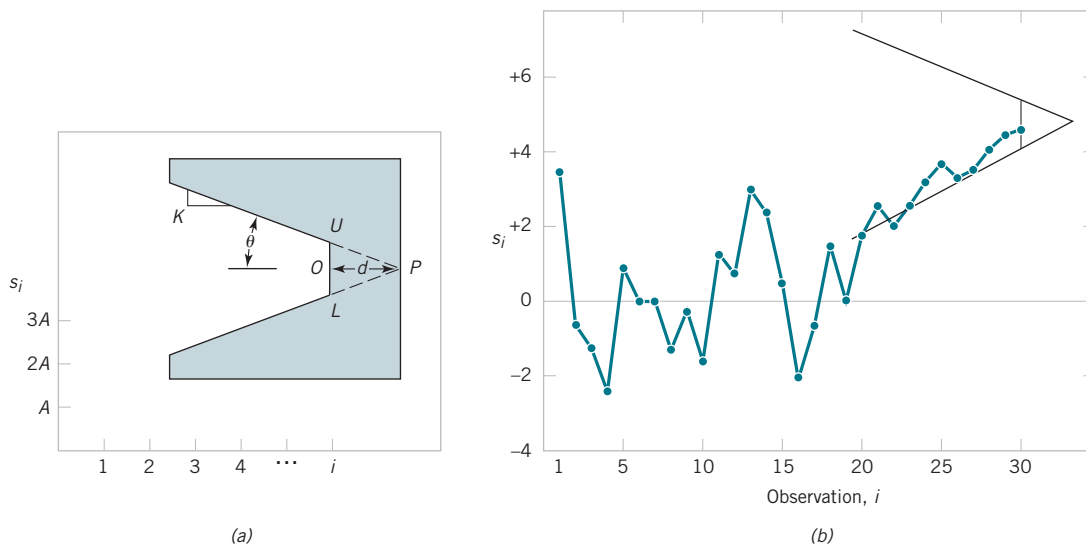 K
θ
U
O
d
P
L
s_i
3A
2A
A
1 2 3 4 ··· i
(a)
+6
+4
+2
s_i
0
−2
−4
1 5 10 15 20 25 30
Observation, i
(b)